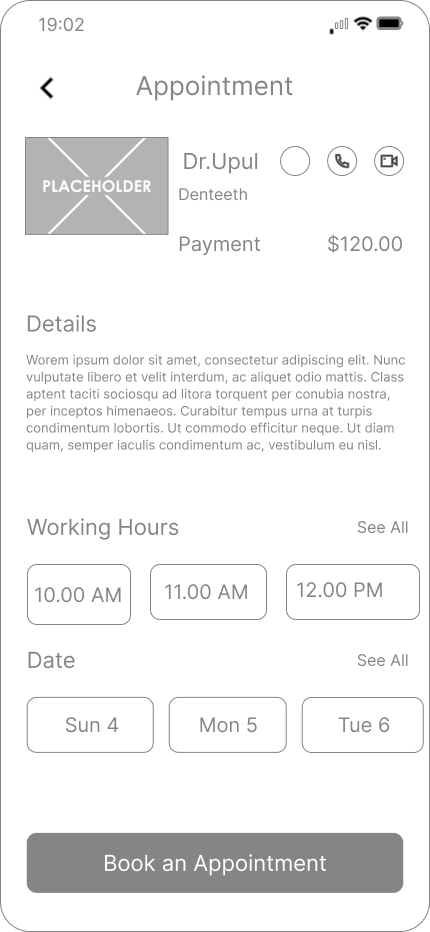 19:02
Appointment
PLACEHOLDER
Dr.Upul
Denteeth
Payment $120.00
Details
Worem ipsum dolor sit amet, consectetur adipiscing elit. Nunc
vulputate libero et velit interdum, ac aliquet odio mattis. Class
aptent taciti sociosqu ad litora torquent per conubia nostra,
per inceptos himenaeos. Curabitur tempus urna at turpis
condimentum lobortis. Ut commodo efficitur neque. Ut diam
quam, semper iaculis condimentum ac, vestibulum eu nisl.
Working Hours See All
10.00 AM 11.00 AM 12.00 PM
Date See All
Sun 4 Mon 5 Tue 6
Book an Appointment